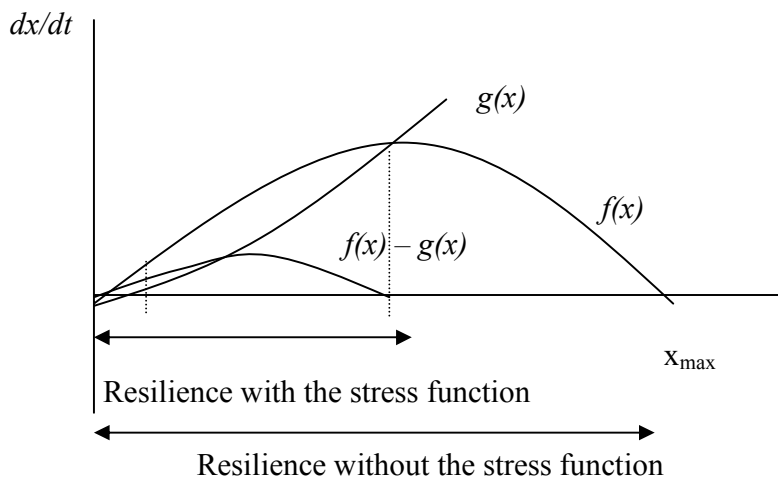 dx/dt
g(x)
f(x)
f(x) – g(x)
xmax
Resilience with the stress function
Resilience without the stress function